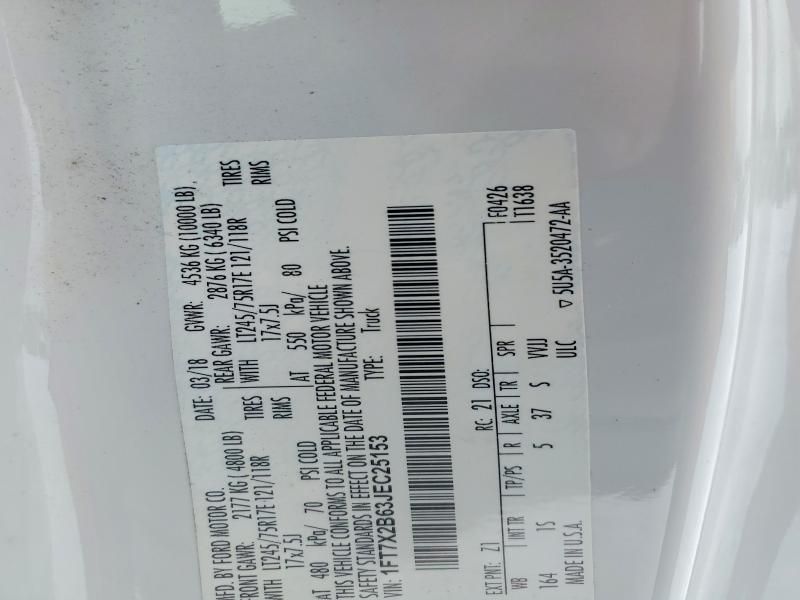 MFD. BY FORD MOTOR CO.
DATE: 03/18 GVWR: 4536 KG (10000 LB)
FRONT GAWR: 2177 KG (4800 LB) REAR GAWR: 2876 KG (6340 LB)
WITH LT245/75R17E 121/118R TIRES WITH LT245/75R17E 121/118R TIRES
17x7.5J RIMS 17x7.5J RIMS
AT 480 kPa/ 70 PSI COLD AT 550 kPa/ 80 PSI COLD
THIS VEHICLE CONFORMS TO ALL APPLICABLE FEDERAL MOTOR VEHICLE
SAFETY STANDARDS IN EFFECT ON THE DATE OF MANUFACTURE SHOWN ABOVE.
VIN: 1FT7X2B63JEC25153 TYPE: Truck
EXT PNT: Z1 RC: 21 DSO: F0426
WB INT TR TP/PS R AXLE TR SPR T1638
164 1S 5 37 S VVJJ
MADE IN U.S.A. ULC
▽ 5U5A-3520472-AA